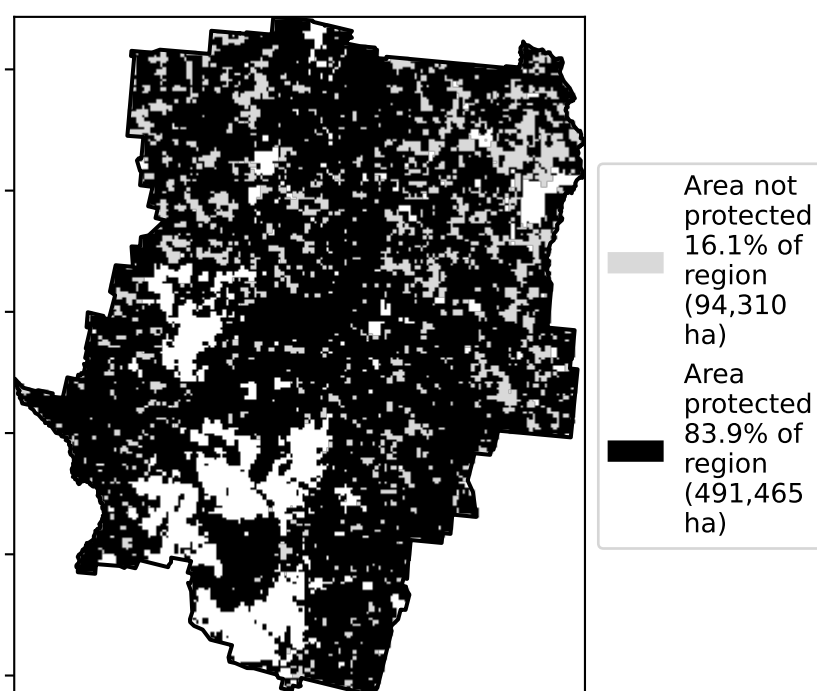 Area not
protected
16.1% of
region
(94,310
ha)
Area
protected
83.9% of
region
(491,465
ha)